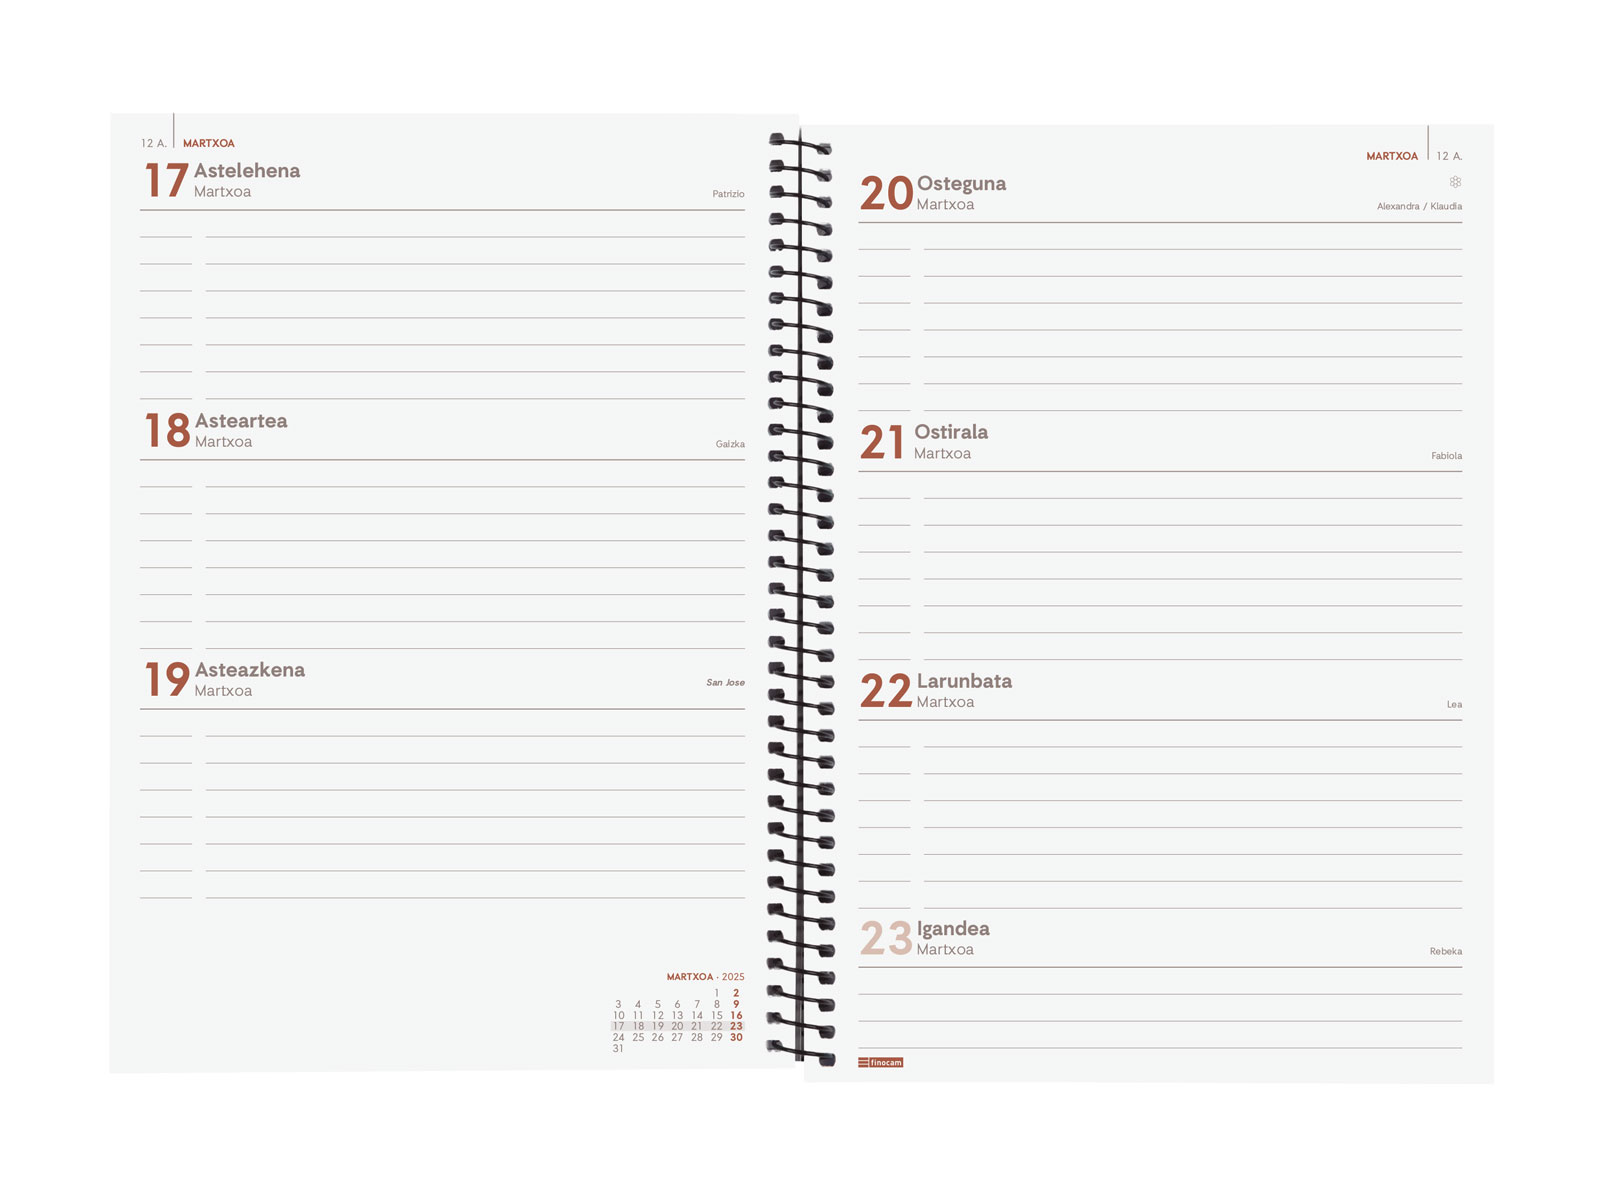 12 A. MARTXOA
17 Astelehena
Martxoa
Patrizio
18 Asteartea
Martxoa
Gaizka
19 Asteazkena
Martxoa
San Jose
MARTXOA · 2025
1 2
3 4 5 6 7 8 9
10 11 12 13 14 15 16
17 18 19 20 21 22 23
24 25 26 27 28 29 30
31
MARTXOA 12 A.
20 Osteguna
Martxoa
Alexandra / Klaudia
21 Ostirala
Martxoa
Fabiola
22 Larunbata
Martxoa
Lea
23 Igandea
Martxoa
Rebeka
finocam